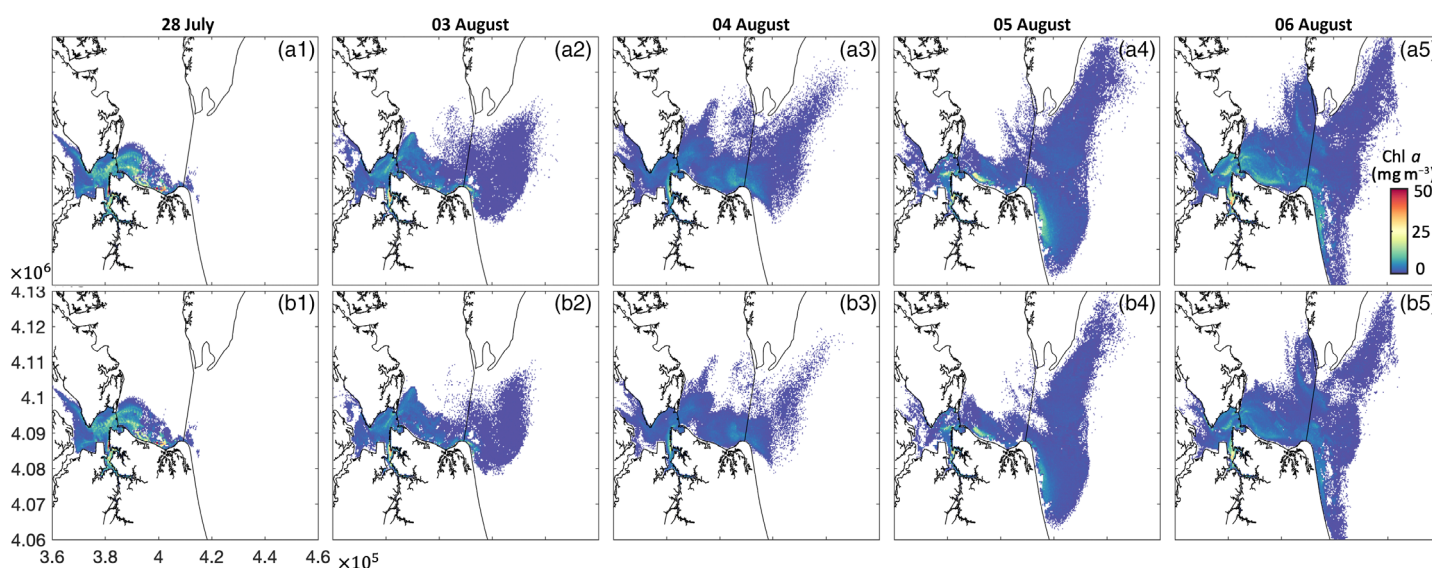 28 July 03 August 04 August 05 August 06 August
(a1) (a2) (a3) (a4) (a5)
Chl a
(mg m⁻³)
50
25
0
×10⁶
4.13 (b1) (b2) (b3) (b4) (b5)
4.12
4.11
4.1
4.09
4.08
4.07
4.06
3.6 3.8 4 4.2 4.4 4.6 ×10⁵